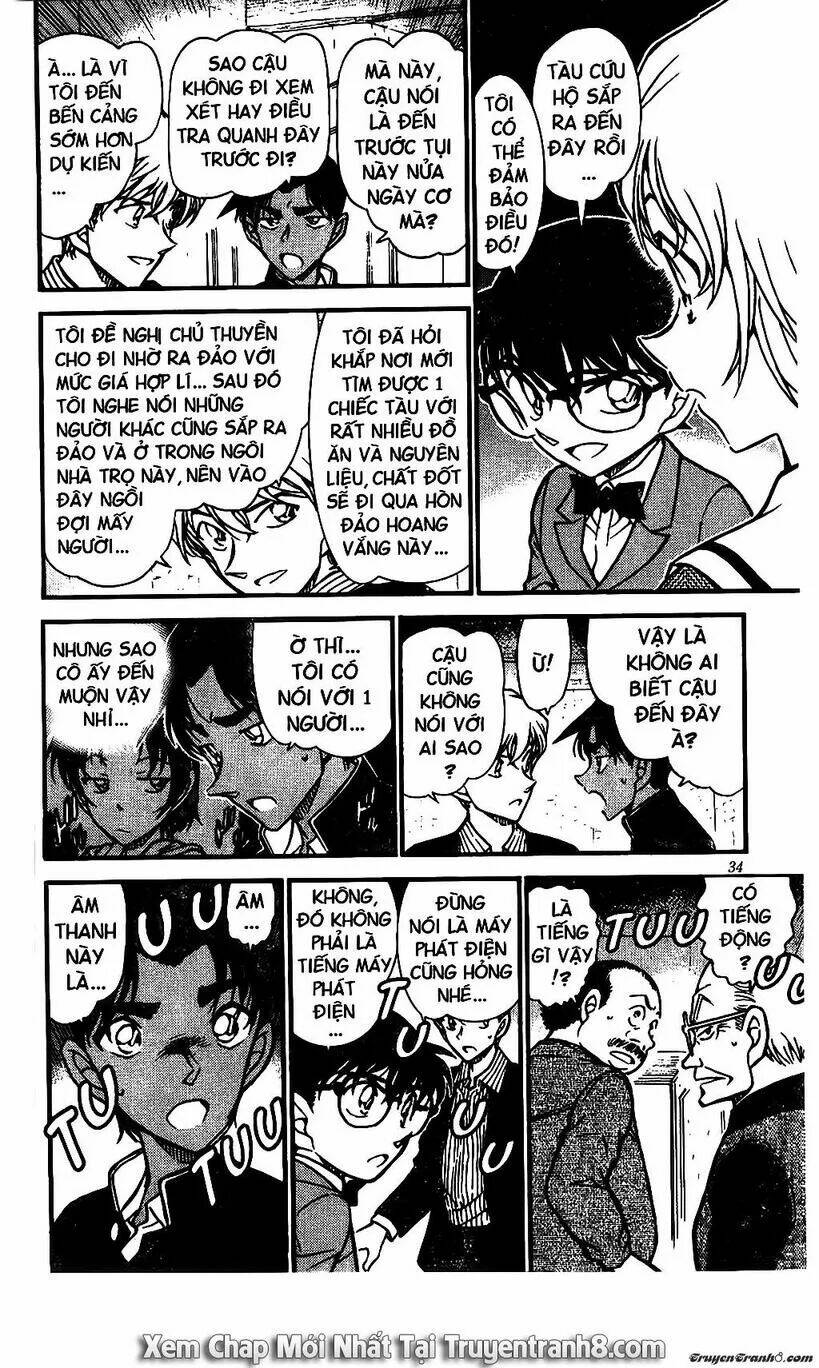 TÀU CỨU
HỘ SẮP
RA ĐẾN
ĐÂY RỒI
...
TÔI
CÓ
THỂ
ĐẢM
BẢO
ĐIỀU
ĐÓ!
MÀ NÀY,
CẬU NÓI
LÀ ĐẾN
TRƯỚC TỤI
NÀY NỬA
NGÀY CƠ
MÀ?
SAO CẬU
KHÔNG ĐI XEM
XÉT HAY ĐIỀU
TRA QUANH ĐÂY
TRƯỚC ĐI?
À... LÀ VÌ
TÔI ĐẾN
BẾN CẢNG
SỚM HƠN
DỰ KIẾN
...
TÔI ĐÃ HỎI
KHẮP NƠI MỚI
TÌM ĐƯỢC 1
CHIẾC TÀU VỚI
RẤT NHIỀU ĐỒ
ĂN VÀ NGUYÊN
LIỆU, CHẤT ĐỐT
SẼ ĐI QUA HÒN
ĐẢO HOANG
VẮNG NÀY...
TÔI ĐỀ NGHỊ CHỦ THUYỀN
CHO ĐI NHỜ RA ĐẢO VỚI
MỨC GIÁ HỢP LÍ... SAU ĐÓ
TÔI NGHE NÓI NHỮNG
NGƯỜI KHÁC CŨNG SẮP RA
ĐẢO VÀ Ở TRONG NGÔI
NHÀ TRỌ NÀY, NÊN VÀO
ĐÂY NGỒI
ĐỢI MẤY
NGƯỜI...
VẬY LÀ
KHÔNG AI
BIẾT CẬU
ĐẾN ĐÂY
À?
Ừ!
CẬU
CŨNG
KHÔNG
NÓI VỚI
AI SAO
?
Ờ THÌ...
TÔI CÓ
NÓI VỚI 1
NGƯỜI...
NHƯNG SAO
CÔ ẤY ĐẾN
MUỘN VẬY
NHỈ...
34
CÓ
TIẾNG
ĐỘNG
?
LÀ
TIẾNG
GÌ VẬY
!?
TUU
UU
ĐỪNG
NÓI LÀ MÁY
PHÁT ĐIỆN
CŨNG HỎNG
NHÉ...
KHÔNG,
ĐÓ KHÔNG
PHẢI LÀ
TIẾNG MÁY
PHÁT
ĐIỆN
...
TU
U
UU
ÂM
...
ÂM
THANH
NÀY
LÀ...
U UU
TU
TUUU
Xem Chap Mới Nhất Tại Truyentranh8.com
TruyenTranh8.com